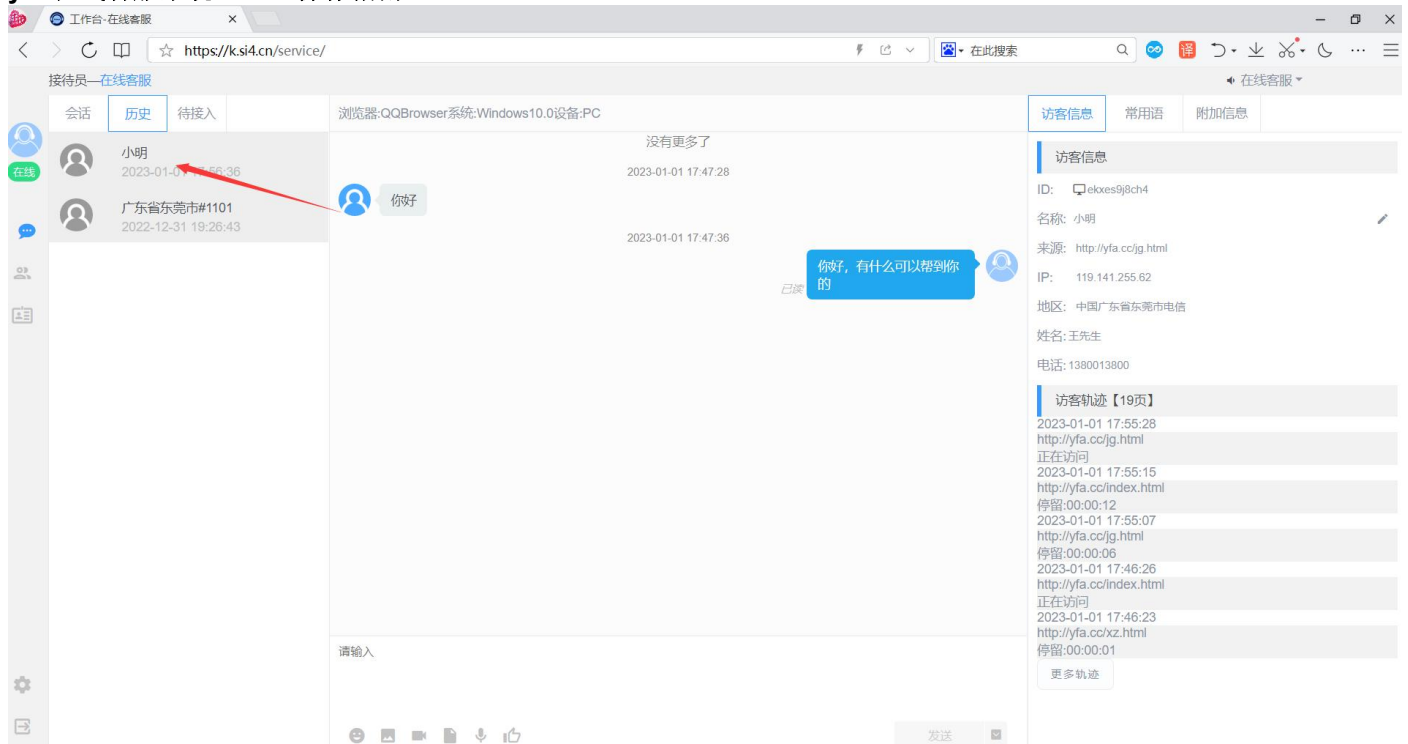 工作台-在线客服
https://k.si4.cn/service/
在此搜索
译
接待员—在线客服
在线客服
会话
历史
待接入
浏览器:QQBrowser系统:Windows10.0设备:PC
访客信息
常用语
附加信息
在线
小明
2023-01-01 17:56:36
广东省东莞市#1101
2022-12-31 19:26:43
没有更多了
2023-01-01 17:47:28
你好
2023-01-01 17:47:36
你好，有什么可以帮到你
的
已读
请输入
发送
访客信息
ID: ekxes9j8ch4
名称: 小明
来源: http://yfa.cc/jg.html
IP: 119.141.255.62
地区: 中国广东省东莞市电信
姓名: 王先生
电话: 1380013800
访客轨迹【19页】
2023-01-01 17:55:28
http://yfa.cc/jg.html
正在访问
2023-01-01 17:55:15
http://yfa.cc/index.html
停留:00:00:12
2023-01-01 17:55:07
http://yfa.cc/jg.html
停留:00:00:06
2023-01-01 17:46:26
http://yfa.cc/index.html
正在访问
2023-01-01 17:46:23
http://yfa.cc/xz.html
停留:00:00:01
更多轨迹